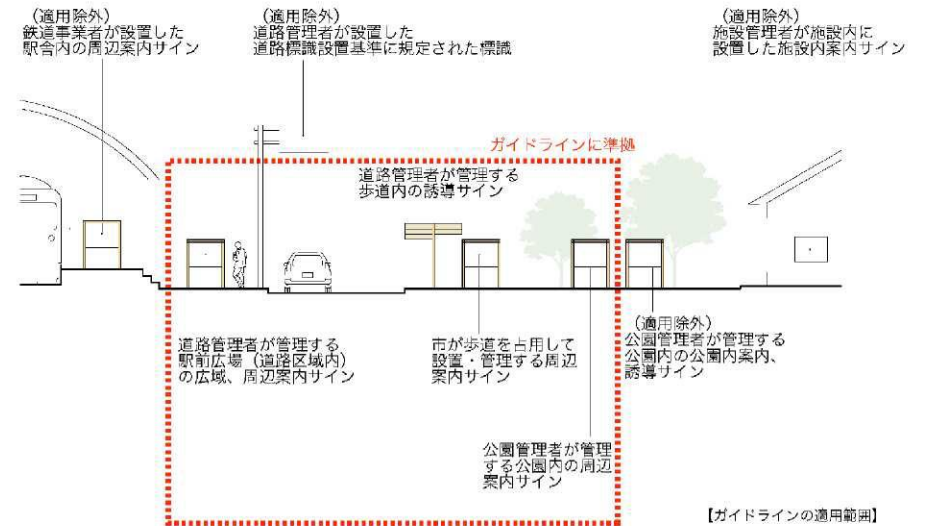 （適用除外）
鉄道事業者が設置した
駅舎内の周辺案内サイン
（適用除外）
道路管理者が設置した
道路標識設置基準に規定された標識
（適用除外）
施設管理者が施設内に
設置した施設内案内サイン
ガイドラインに準拠
道路管理者が管理する
歩道内の誘導サイン
道路管理者が管理する
駅前広場（道路区域内）
の広域、周辺案内サイン
市が歩道を占用して
設置・管理する周辺
案内サイン
（適用除外）
公園管理者が管理する
公園内の公園内案内、
誘導サイン
公園管理者が管理
する公園内の周辺
案内サイン
【ガイドラインの適用範囲】